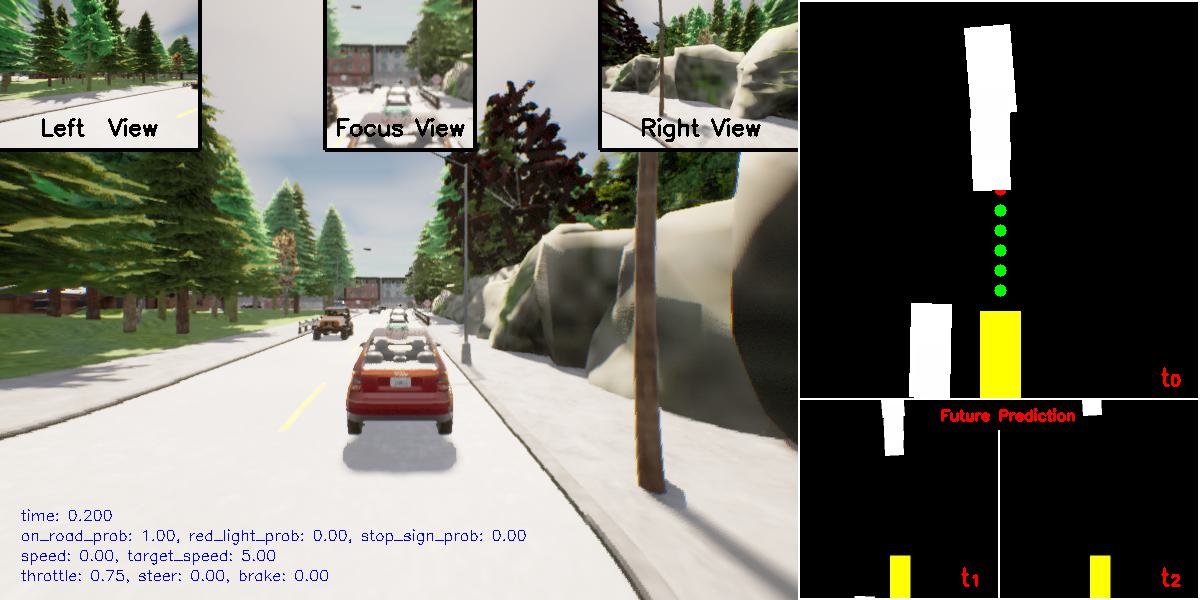 Left View
Focus View
Right View
time: 0.200
on_road_prob: 1.00, red_light_prob: 0.00, stop_sign_prob: 0.00
speed: 0.00, target_speed: 5.00
throttle: 0.75, steer: 0.00, brake: 0.00
t0
Future Prediction
t1
t2